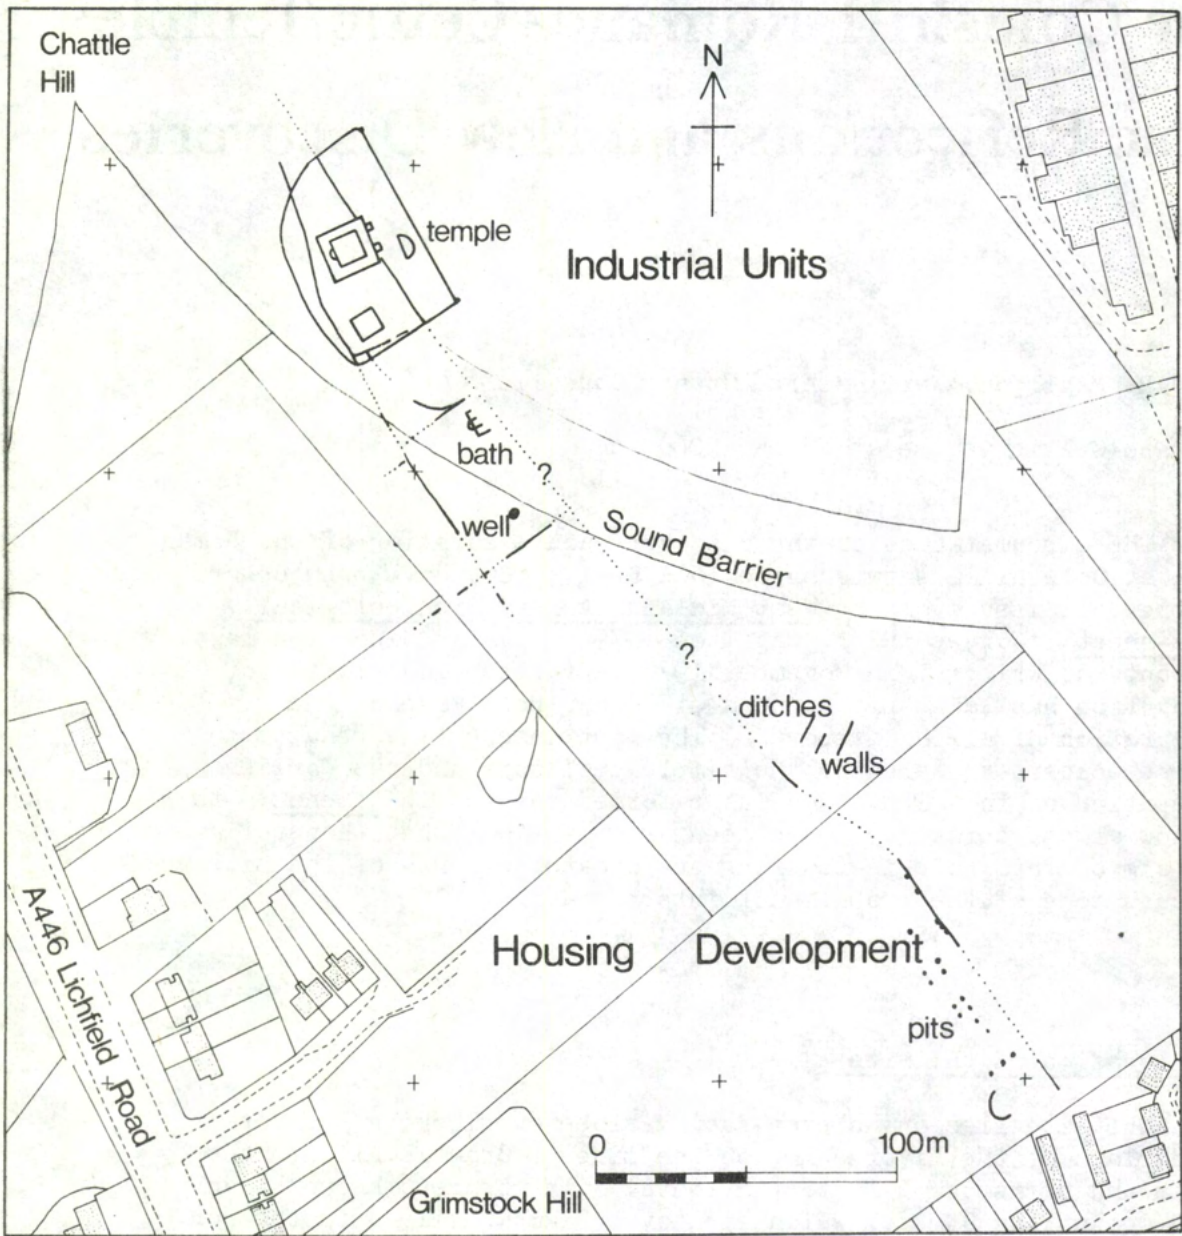 Chattle
Hill
N
temple
Industrial Units
bath
?
well
Sound Barrier
?
ditches
walls
A446 Lichfield Road
Housing Development
pits
0 100m
Grimstock Hill